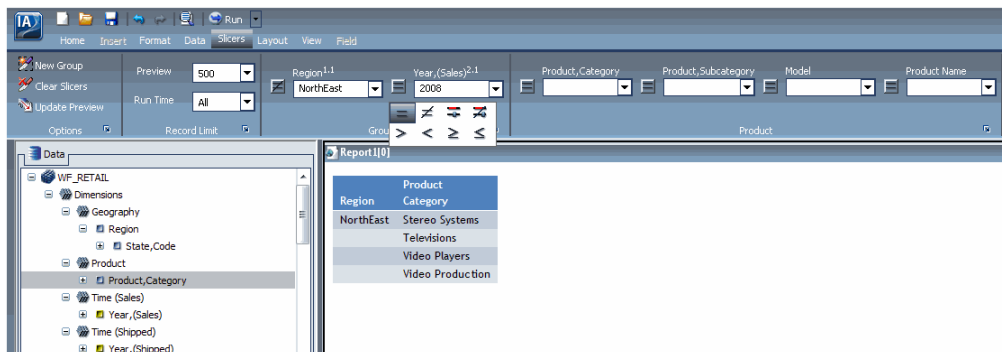 IA
Run
Home Insert Format Data Slicers Layout View Field
New Group
Clear Slicers
Update Preview
Options
Preview 500
Run Time All
Record Limit
Region1.1
NorthEast
Year,(Sales)2.1
2008
= ≠
> < ≥ ≤
Grou
Product,Category Product,Subcategory Model Product Name
Product
Data
WF_RETAIL
Dimensions
Geography
Region
State,Code
Product
Product,Category
Time (Sales)
Year,(Sales)
Time (Shipped)
Year,(Shipped)
Report1[0]
Product
Region Category
NorthEast Stereo Systems
Televisions
Video Players
Video Production